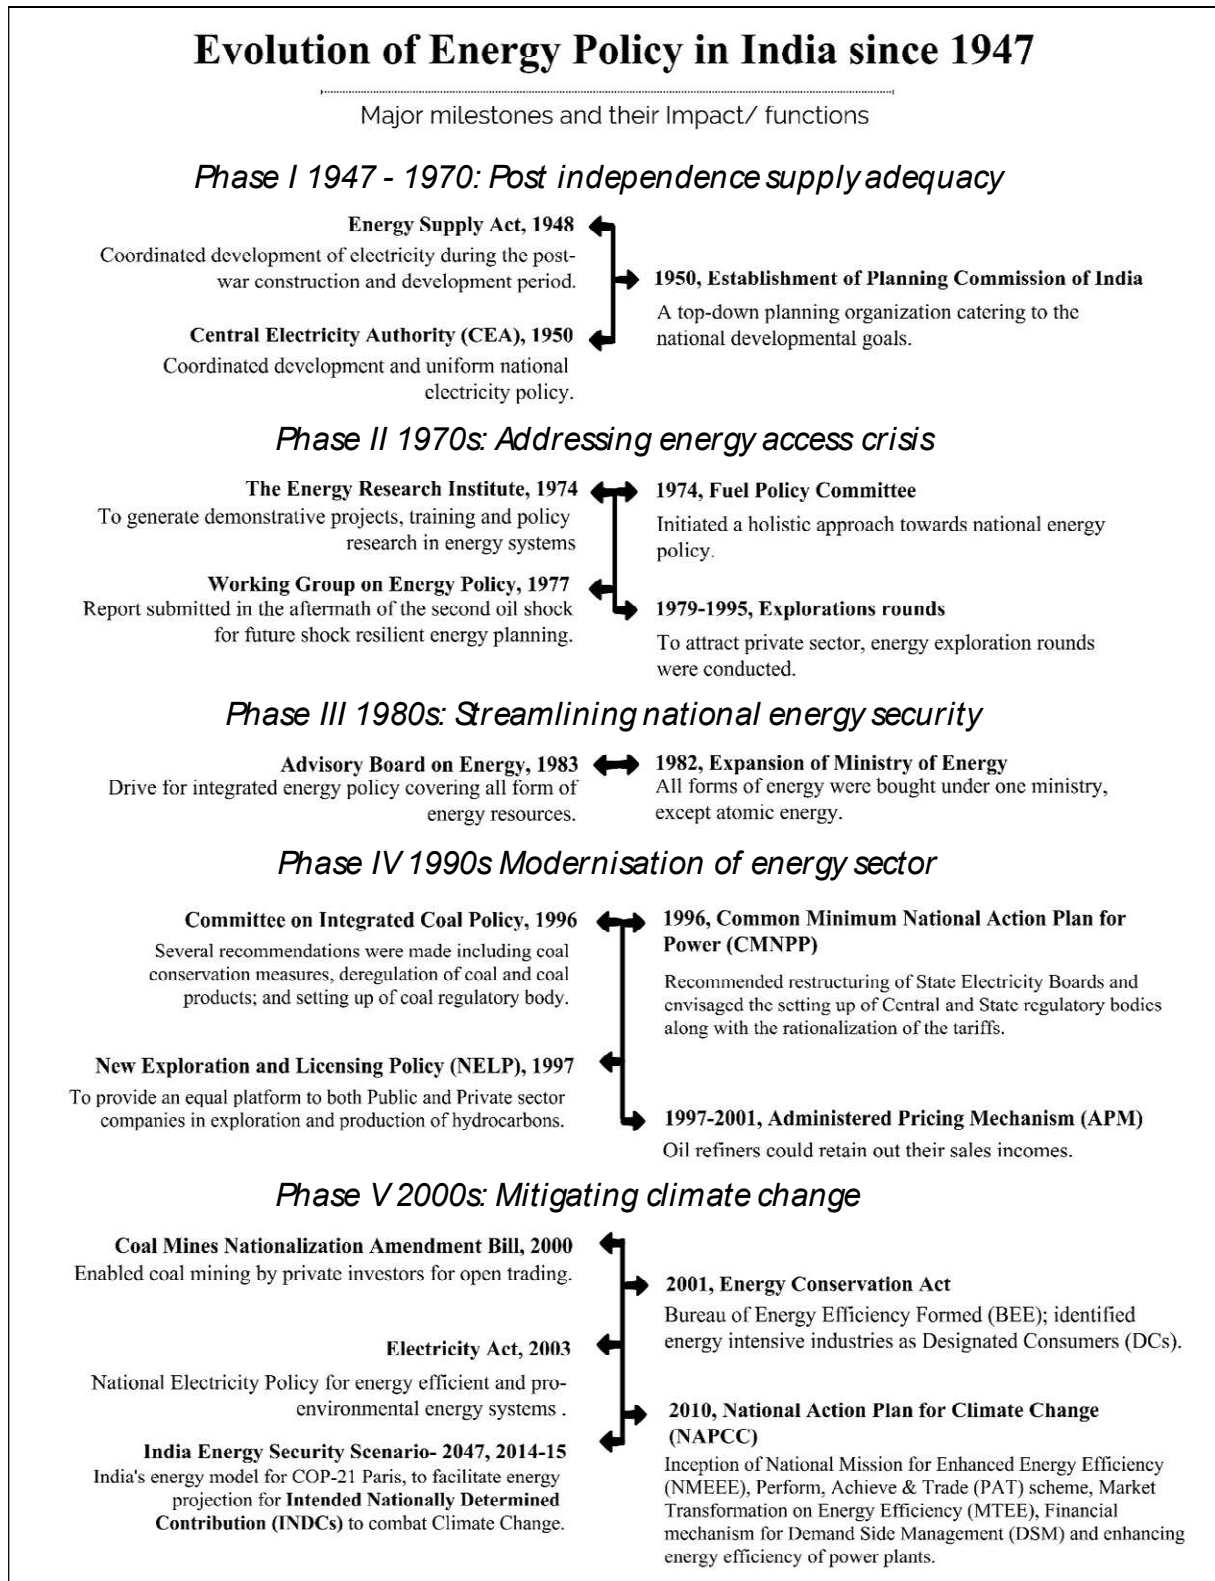 Evolution of Energy Policy in India since 1947
Major milestones and their Impact/ functions
Phase I 1947 - 1970: Post independence supply adequacy
Energy Supply Act, 1948
Coordinated development of electricity during the post-
war construction and development period.
1950, Establishment of Planning Commission of India
A top-down planning organization catering to the
national developmental goals.
Central Electricity Authority (CEA), 1950
Coordinated development and uniform national
electricity policy.
Phase II 1970s: Addressing energy access crisis
The Energy Research Institute, 1974
To generate demonstrative projects, training and policy
research in energy systems
1974, Fuel Policy Committee
Initiated a holistic approach towards national energy
policy.
Working Group on Energy Policy, 1977
Report submitted in the aftermath of the second oil shock
for future shock resilient energy planning.
1979-1995, Explorations rounds
To attract private sector, energy exploration rounds
were conducted.
Phase III 1980s: Streamlining national energy security
Advisory Board on Energy, 1983
Drive for integrated energy policy covering all form of
energy resources.
1982, Expansion of Ministry of Energy
All forms of energy were bought under one ministry,
except atomic energy.
Phase IV 1990s Modernisation of energy sector
Committee on Integrated Coal Policy, 1996
Several recommendations were made including coal
conservation measures, deregulation of coal and coal
products; and setting up of coal regulatory body.
1996, Common Minimum National Action Plan for
Power (CMNPP)
Recommended restructuring of State Electricity Boards and
envisaged the setting up of Central and State regulatory bodies
along with the rationalization of the tariffs.
New Exploration and Licensing Policy (NELP), 1997
To provide an equal platform to both Public and Private sector
companies in exploration and production of hydrocarbons.
1997-2001, Administered Pricing Mechanism (APM)
Oil refiners could retain out their sales incomes.
Phase V 2000s: Mitigating climate change
Coal Mines Nationalization Amendment Bill, 2000
Enabled coal mining by private investors for open trading.
2001, Energy Conservation Act
Bureau of Energy Efficiency Formed (BEE); identified
energy intensive industries as Designated Consumers (DCs).
Electricity Act, 2003
National Electricity Policy for energy efficient and pro-
environmental energy systems .
2010, National Action Plan for Climate Change
(NAPCC)
Inception of National Mission for Enhanced Energy Efficiency
(NMEEE), Perform, Achieve & Trade (PAT) scheme, Market
Transformation on Energy Efficiency (MTEE), Financial
mechanism for Demand Side Management (DSM) and enhancing
energy efficiency of power plants.
India Energy Security Scenario- 2047, 2014-15
India's energy model for COP-21 Paris, to facilitate energy
projection for Intended Nationally Determined
Contribution (INDCs) to combat Climate Change.